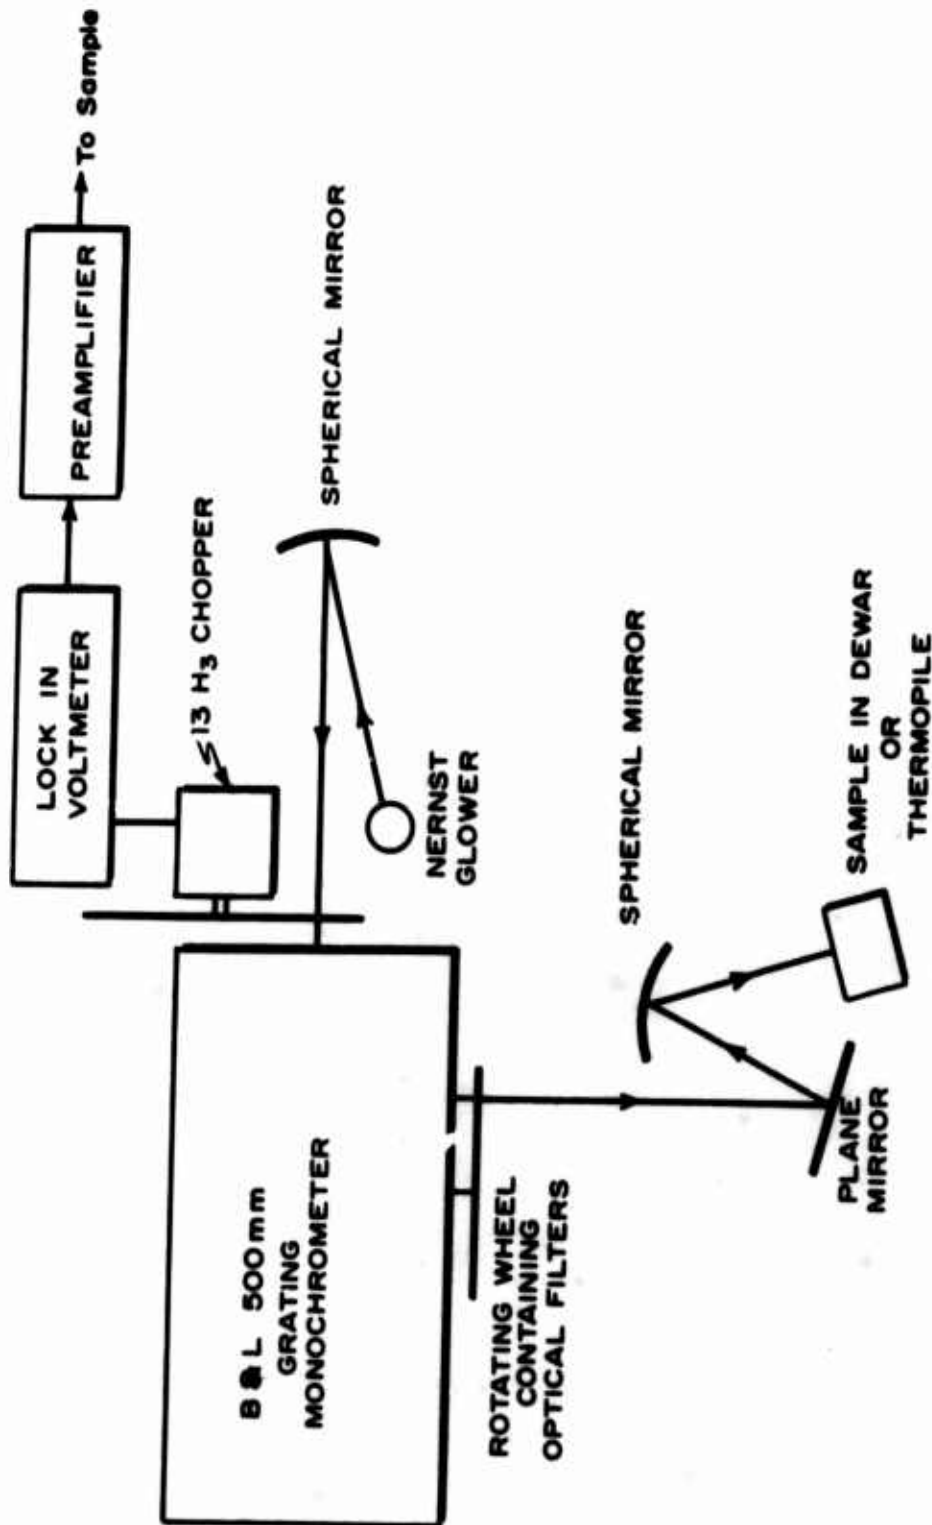 LOCK IN
VOLTMETER
PREAMPLIFIER
To Sample
≤13 H₃ CHOPPER
SPHERICAL MIRROR
NERNST
GLOWER
B&L 500mm
GRATING
MONOCHROMETER
SPHERICAL MIRROR
ROTATING WHEEL
CONTAINING
OPTICAL FILTERS
PLANE
MIRROR
SAMPLE IN DEWAR
OR
THERMOPILE